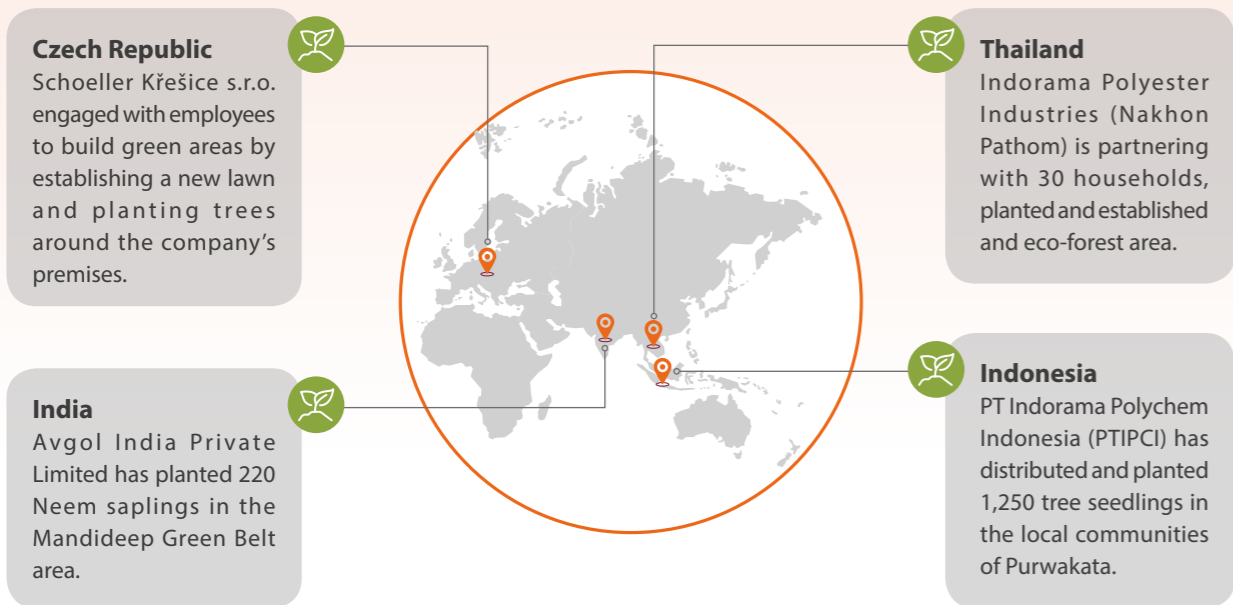 Czech Republic
Schoeller Křešice s.r.o.
engaged with employees
to build green areas by
establishing a new lawn
and planting trees
around the company's
premises.
Thailand
Indorama Polyester
Industries (Nakhon
Pathom) is partnering
with 30 households,
planted and established
and eco-forest area.
India
Avgol India Private
Limited has planted 220
Neem saplings in the
Mandideep Green Belt
area.
Indonesia
PT Indorama Polychem
Indonesia (PTIPCI) has
distributed and planted
1,250 tree seedlings in
the local communities
of Purwakata.